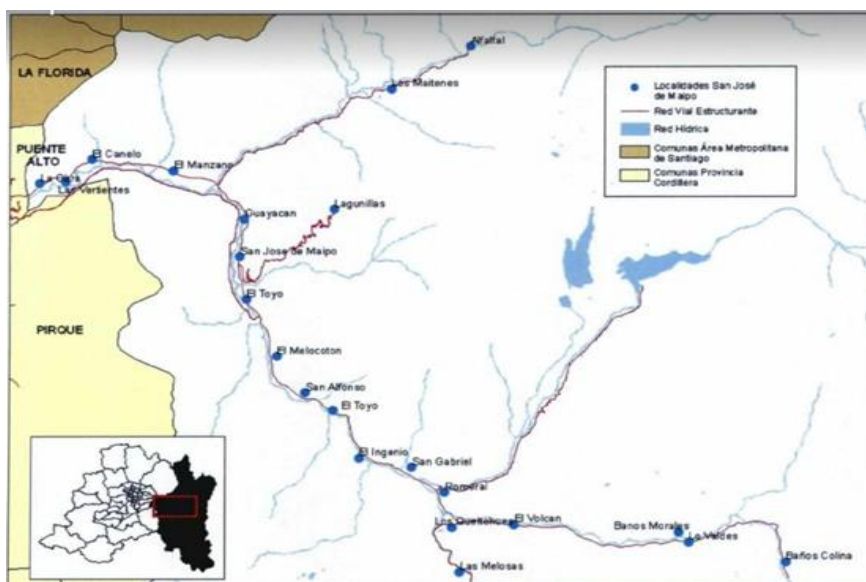 Alfalfal
LA FLORIDA
Los Maitenes
Localidades San José
de Maipo
Red Vial Estructurante
Red Hídrica
Comunas Área Metropolitana
de Santiago
Comunas Provincia
Cordillera
PUENTE
ALTO
El Canelo
El Manzano
Las Vertientes
Lagunillas
Guayacan
San Jose de Maipo
El Toyo
PIRQUE
El Melocoton
San Alfonso
El Toyo
El Ingenio
San Gabriel
Romeral
Los Queltehues
El Volcan
Banos Morales
Lo Valdes
Baños Colina
Las Melosas